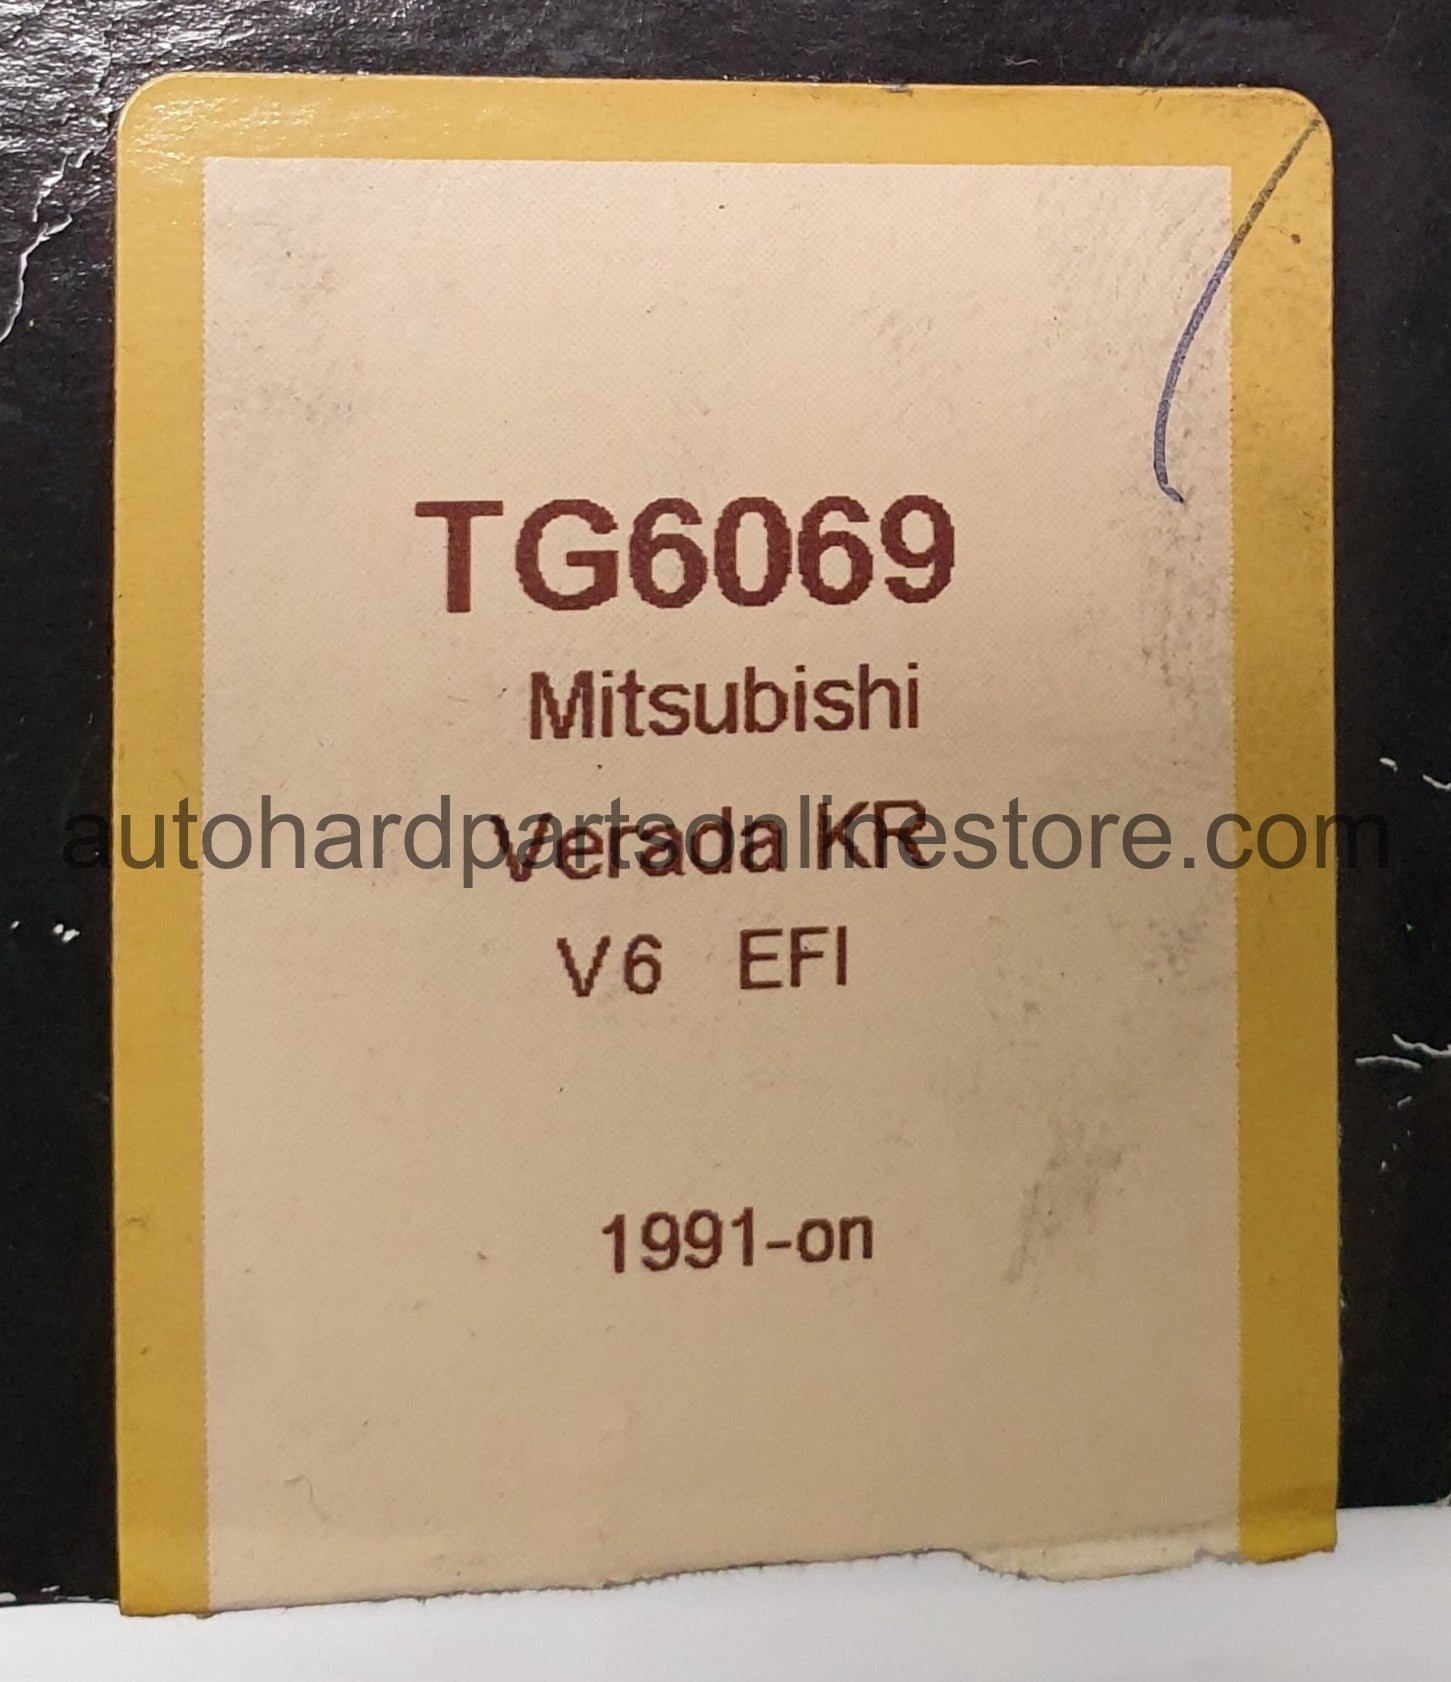 TG6069
Mitsubishi
autohardpartsonlinestore.com
Verada KR
V6 EFI
1991-on